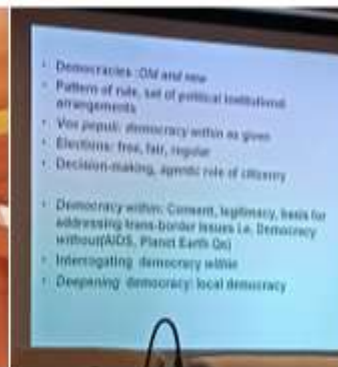 Democracies :Old and new
Pattern of rule, set of political institutional
arrangements
Vox populi: democracy within as given
Elections: free, fair, regular
Decision-making, agentic role of citizenry
Democracy within: Consent, legitimacy, basis for
addressing trans-border issues i.e. Democracy
without(AIDS, Planet Earth Qs)
Interrogating democracy within
Deepening democracy: local democracy